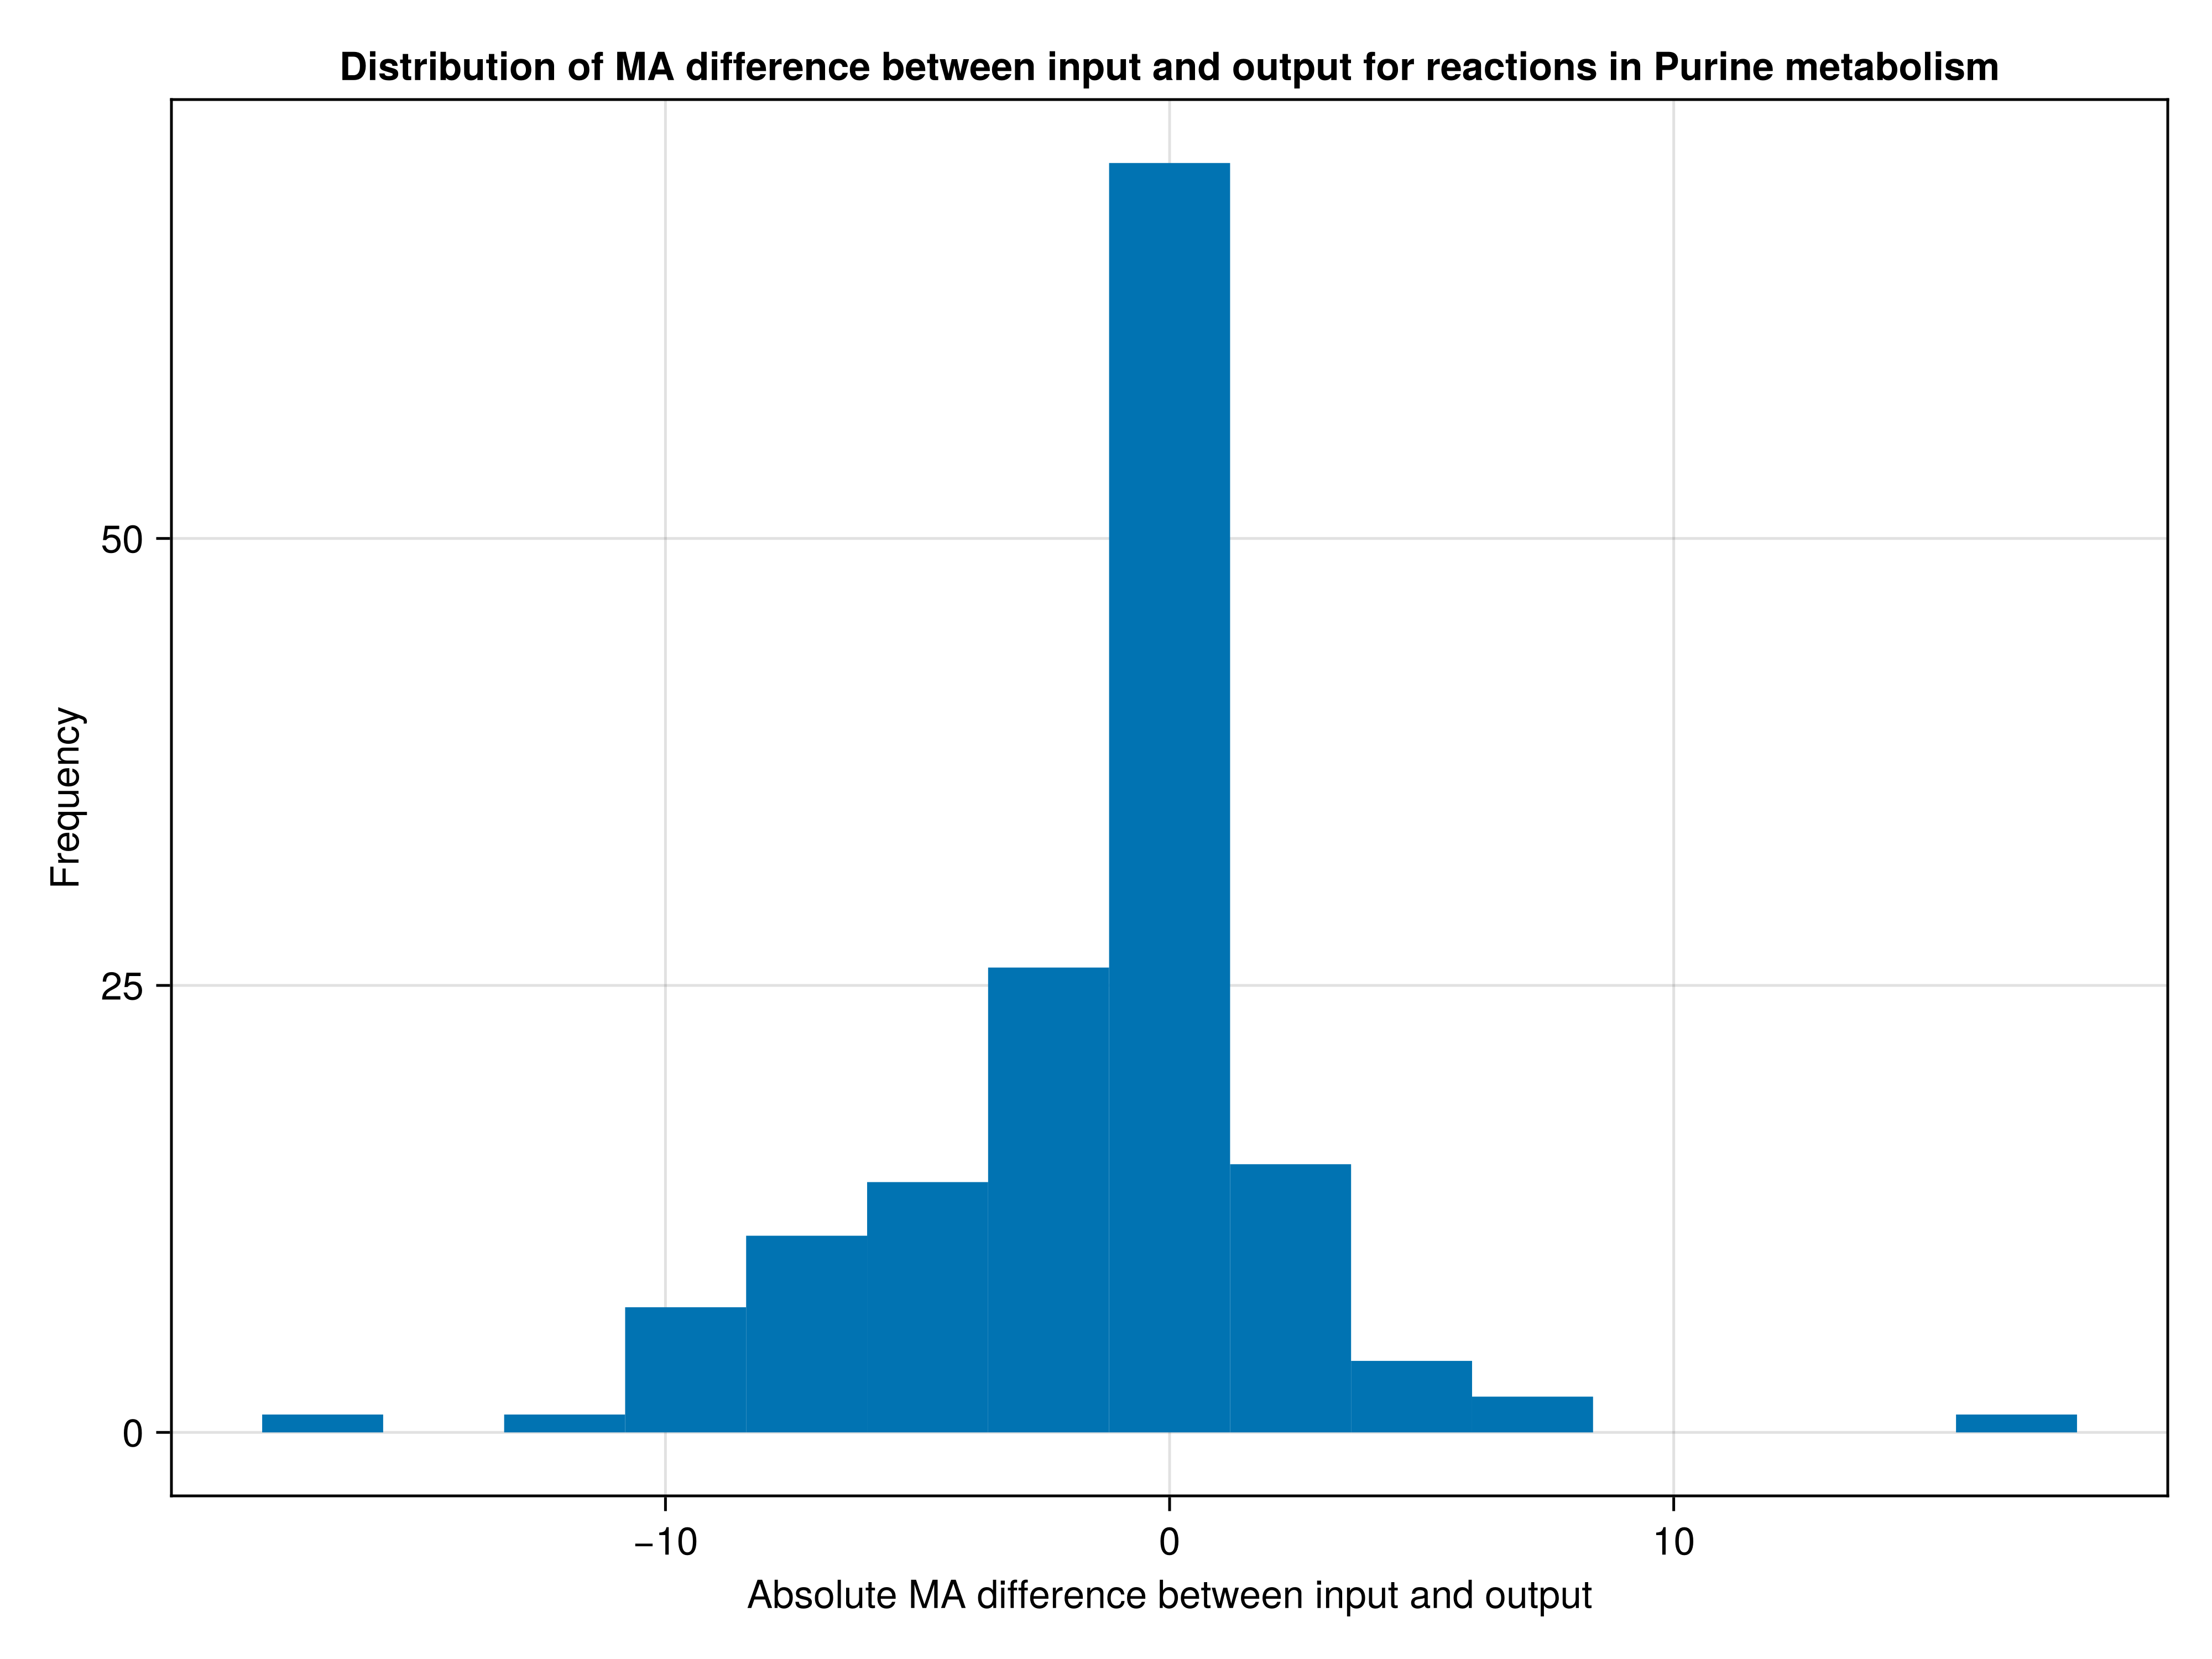 Distribution of MA difference between input and output for reactions in Purine metabolism
Frequency
50
25
0
−10
0
10
Absolute MA difference between input and output